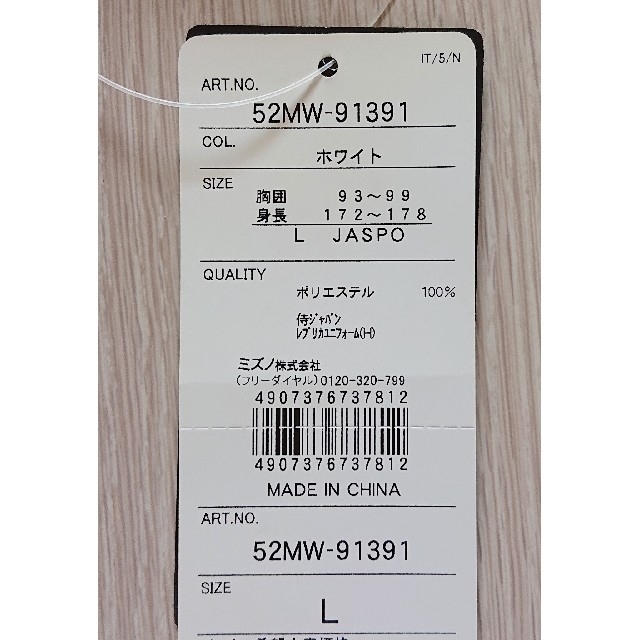 IT/5/N
ART.NO.
52MW-91391
COL.
ホワイト
SIZE
胸囲 93～99
身長 172～178
L JASPO
QUALITY
ポリエステル 100%
侍ｼﾞｬﾊﾟﾝ
ﾚﾌﾟﾘｶﾕﾆﾌｫｰﾑ(H)
ミズノ株式会社
(フリーダイヤル)0120-320-799
4907376737812
4907376737812
MADE IN CHINA
ART.NO.
52MW-91391
SIZE
L